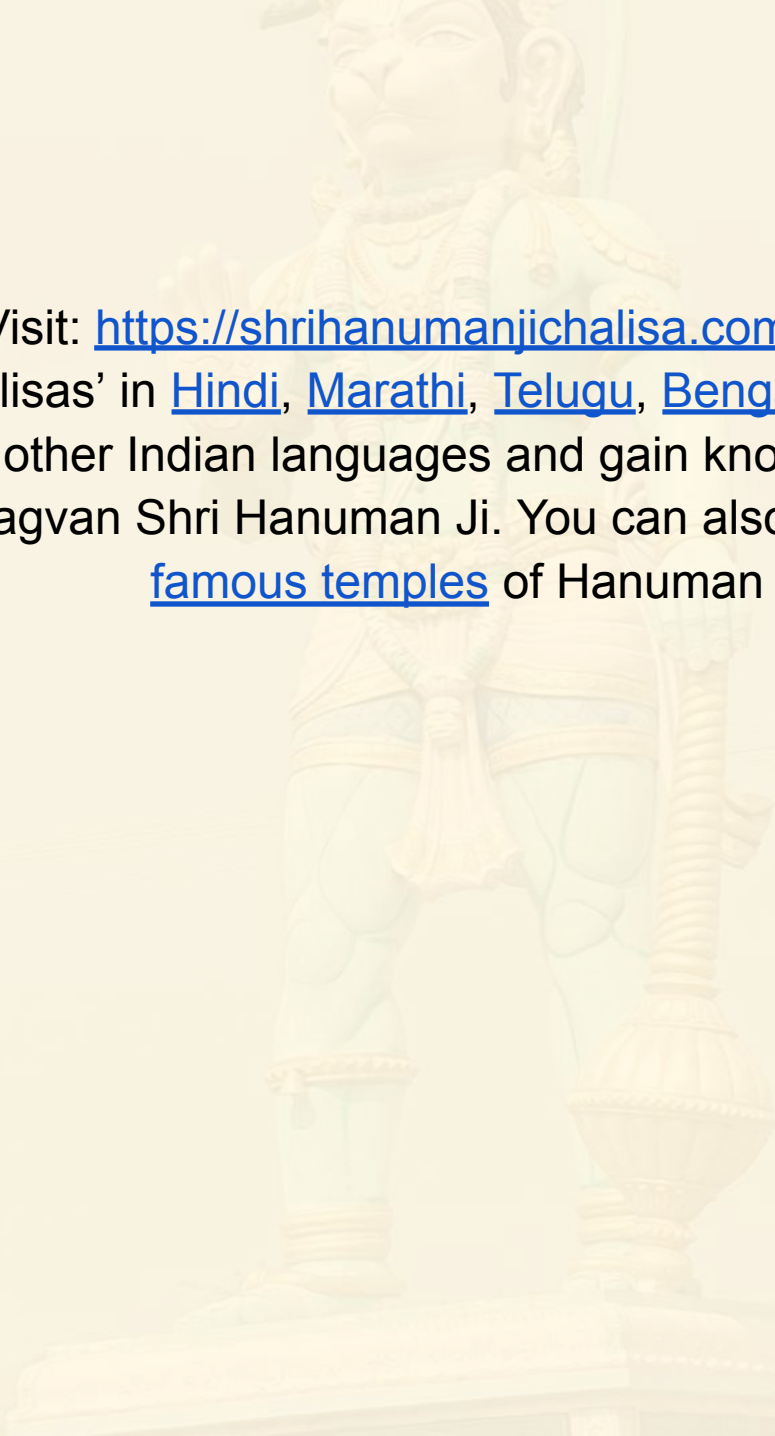 Visit: https://shrihanumanjichalisa.com
lisas’ in Hindi, Marathi, Telugu, Beng
other Indian languages and gain kno
agvan Shri Hanuman Ji. You can also
famous temples of Hanuman